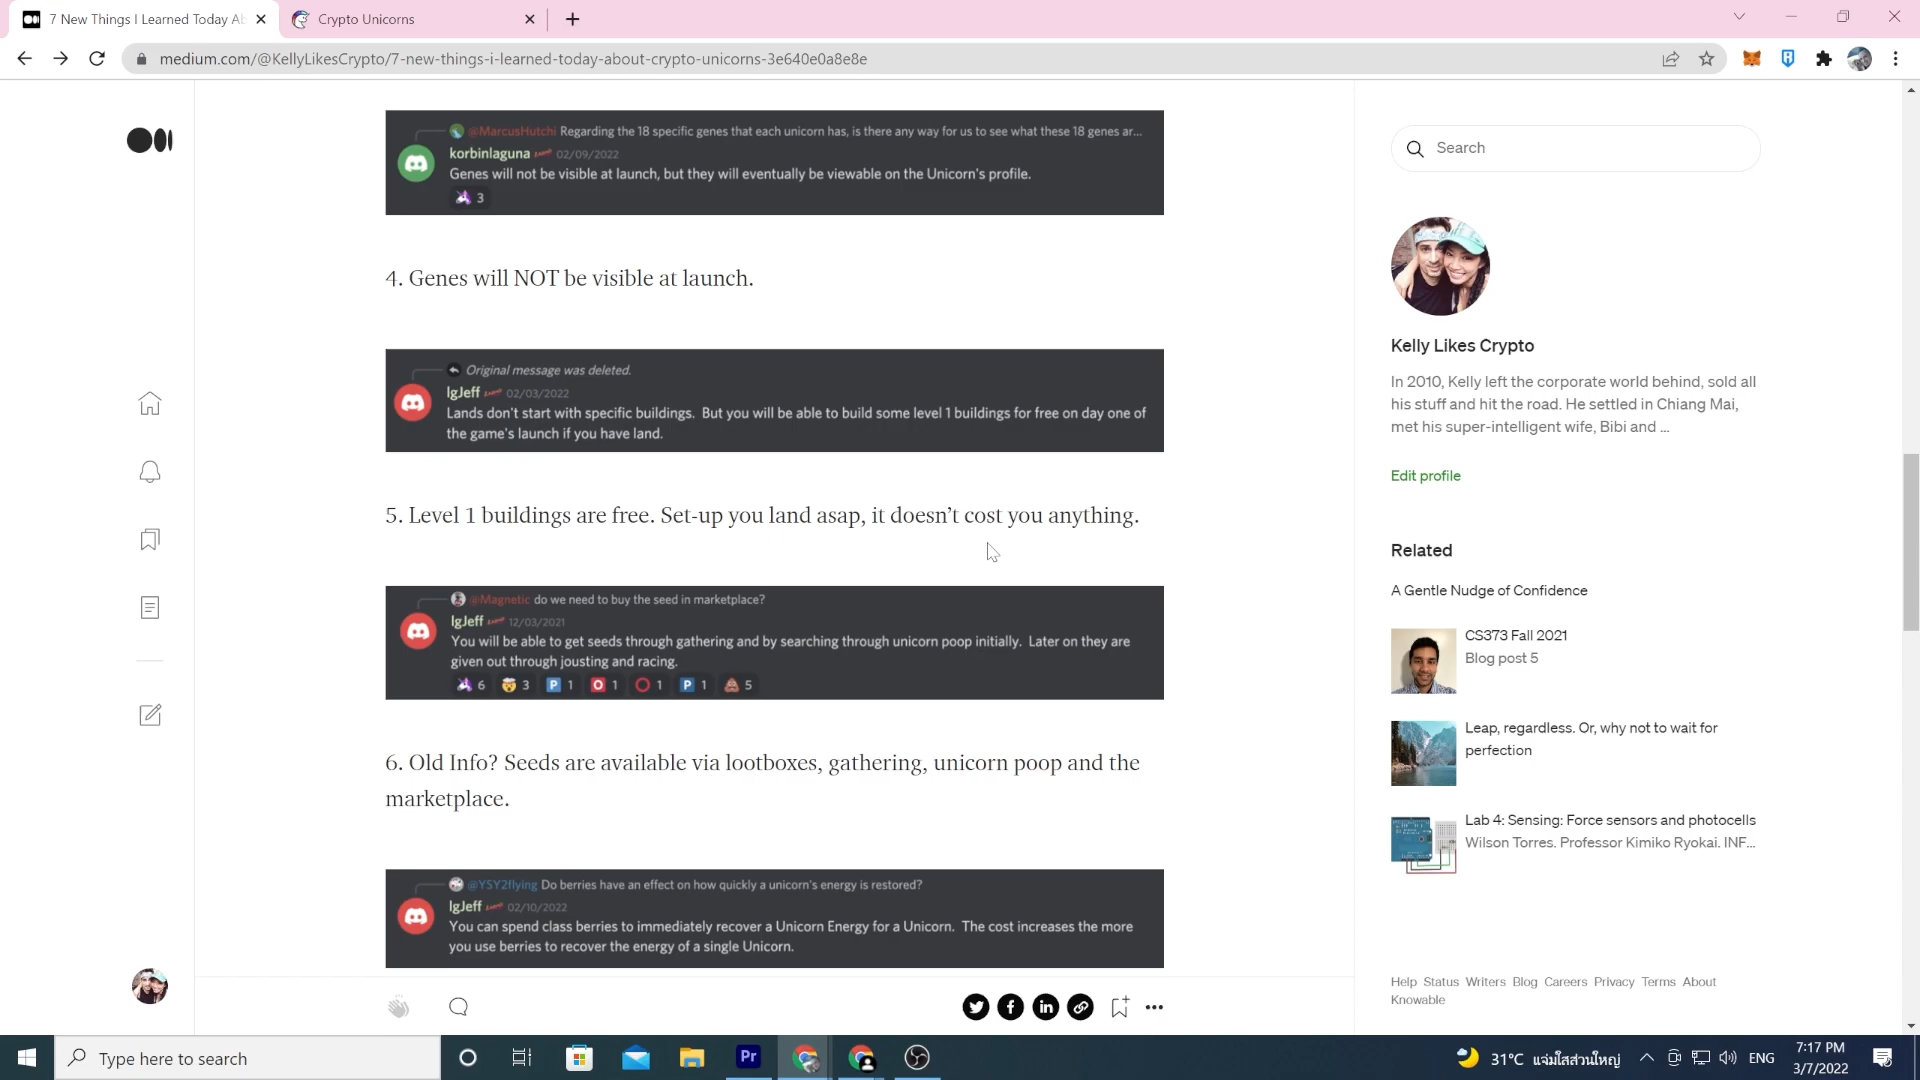 7 New Things I Learned Today Ab
Crypto Unicorns
medium.com/@KellyLikesCrypto/7-new-things-i-learned-today-about-crypto-unicorns-3e640e0a8e8e
@MarcusHutchi Regarding the 18 specific genes that each unicorn has, is there any way for us to see what these 18 genes ar...
korbinlaguna 02/09/2022
Genes will not be visible at launch, but they will eventually be viewable on the Unicorn's profile.
3
4. Genes will NOT be visible at launch.
Original message was deleted.
lgJeff 02/03/2022
Lands don't start with specific buildings. But you will be able to build some level 1 buildings for free on day one of
the game's launch if you have land.
5. Level 1 buildings are free. Set-up you land asap, it doesn’t cost you anything.
@Magnetic do we need to buy the seed in marketplace?
lgJeff 12/03/2021
You will be able to get seeds through gathering and by searching through unicorn poop initially. Later on they are
given out through jousting and racing.
6 3 P 1 O 1 1 P 1 5
6. Old Info? Seeds are available via lootboxes, gathering, unicorn poop and the
marketplace.
@YSY2flying Do berries have an effect on how quickly a unicorn's energy is restored?
lgJeff 02/10/2022
You can spend class berries to immediately recover a Unicorn Energy for a Unicorn. The cost increases the more
you use berries to recover the energy of a single Unicorn.
Search
Kelly Likes Crypto
In 2010, Kelly left the corporate world behind, sold all
his stuff and hit the road. He settled in Chiang Mai,
met his super-intelligent wife, Bibi and ...
Edit profile
Related
A Gentle Nudge of Confidence
CS373 Fall 2021
Blog post 5
Leap, regardless. Or, why not to wait for
perfection
Lab 4: Sensing: Force sensors and photocells
Wilson Torres. Professor Kimiko Ryokai. INF...
Help Status Writers Blog Careers Privacy Terms About
Knowable
Type here to search
Pr
31°C แจ่มใสส่วนใหญ่
ENG
7:17 PM
3/7/2022